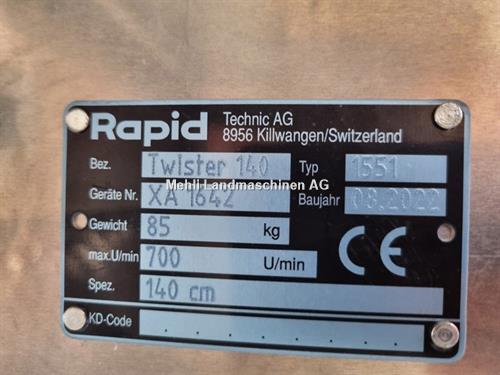 Rapid Technic AG
8956 Killwangen/Switzerland
Bez. Twister 140 Typ 1551
Mehli Landmaschinen AG
Geräte Nr. XA 1642 Baujahr 08.2022
Gewicht 85 kg
max.U/min 700 U/min
Spez. 140 cm
KD-Code
CE